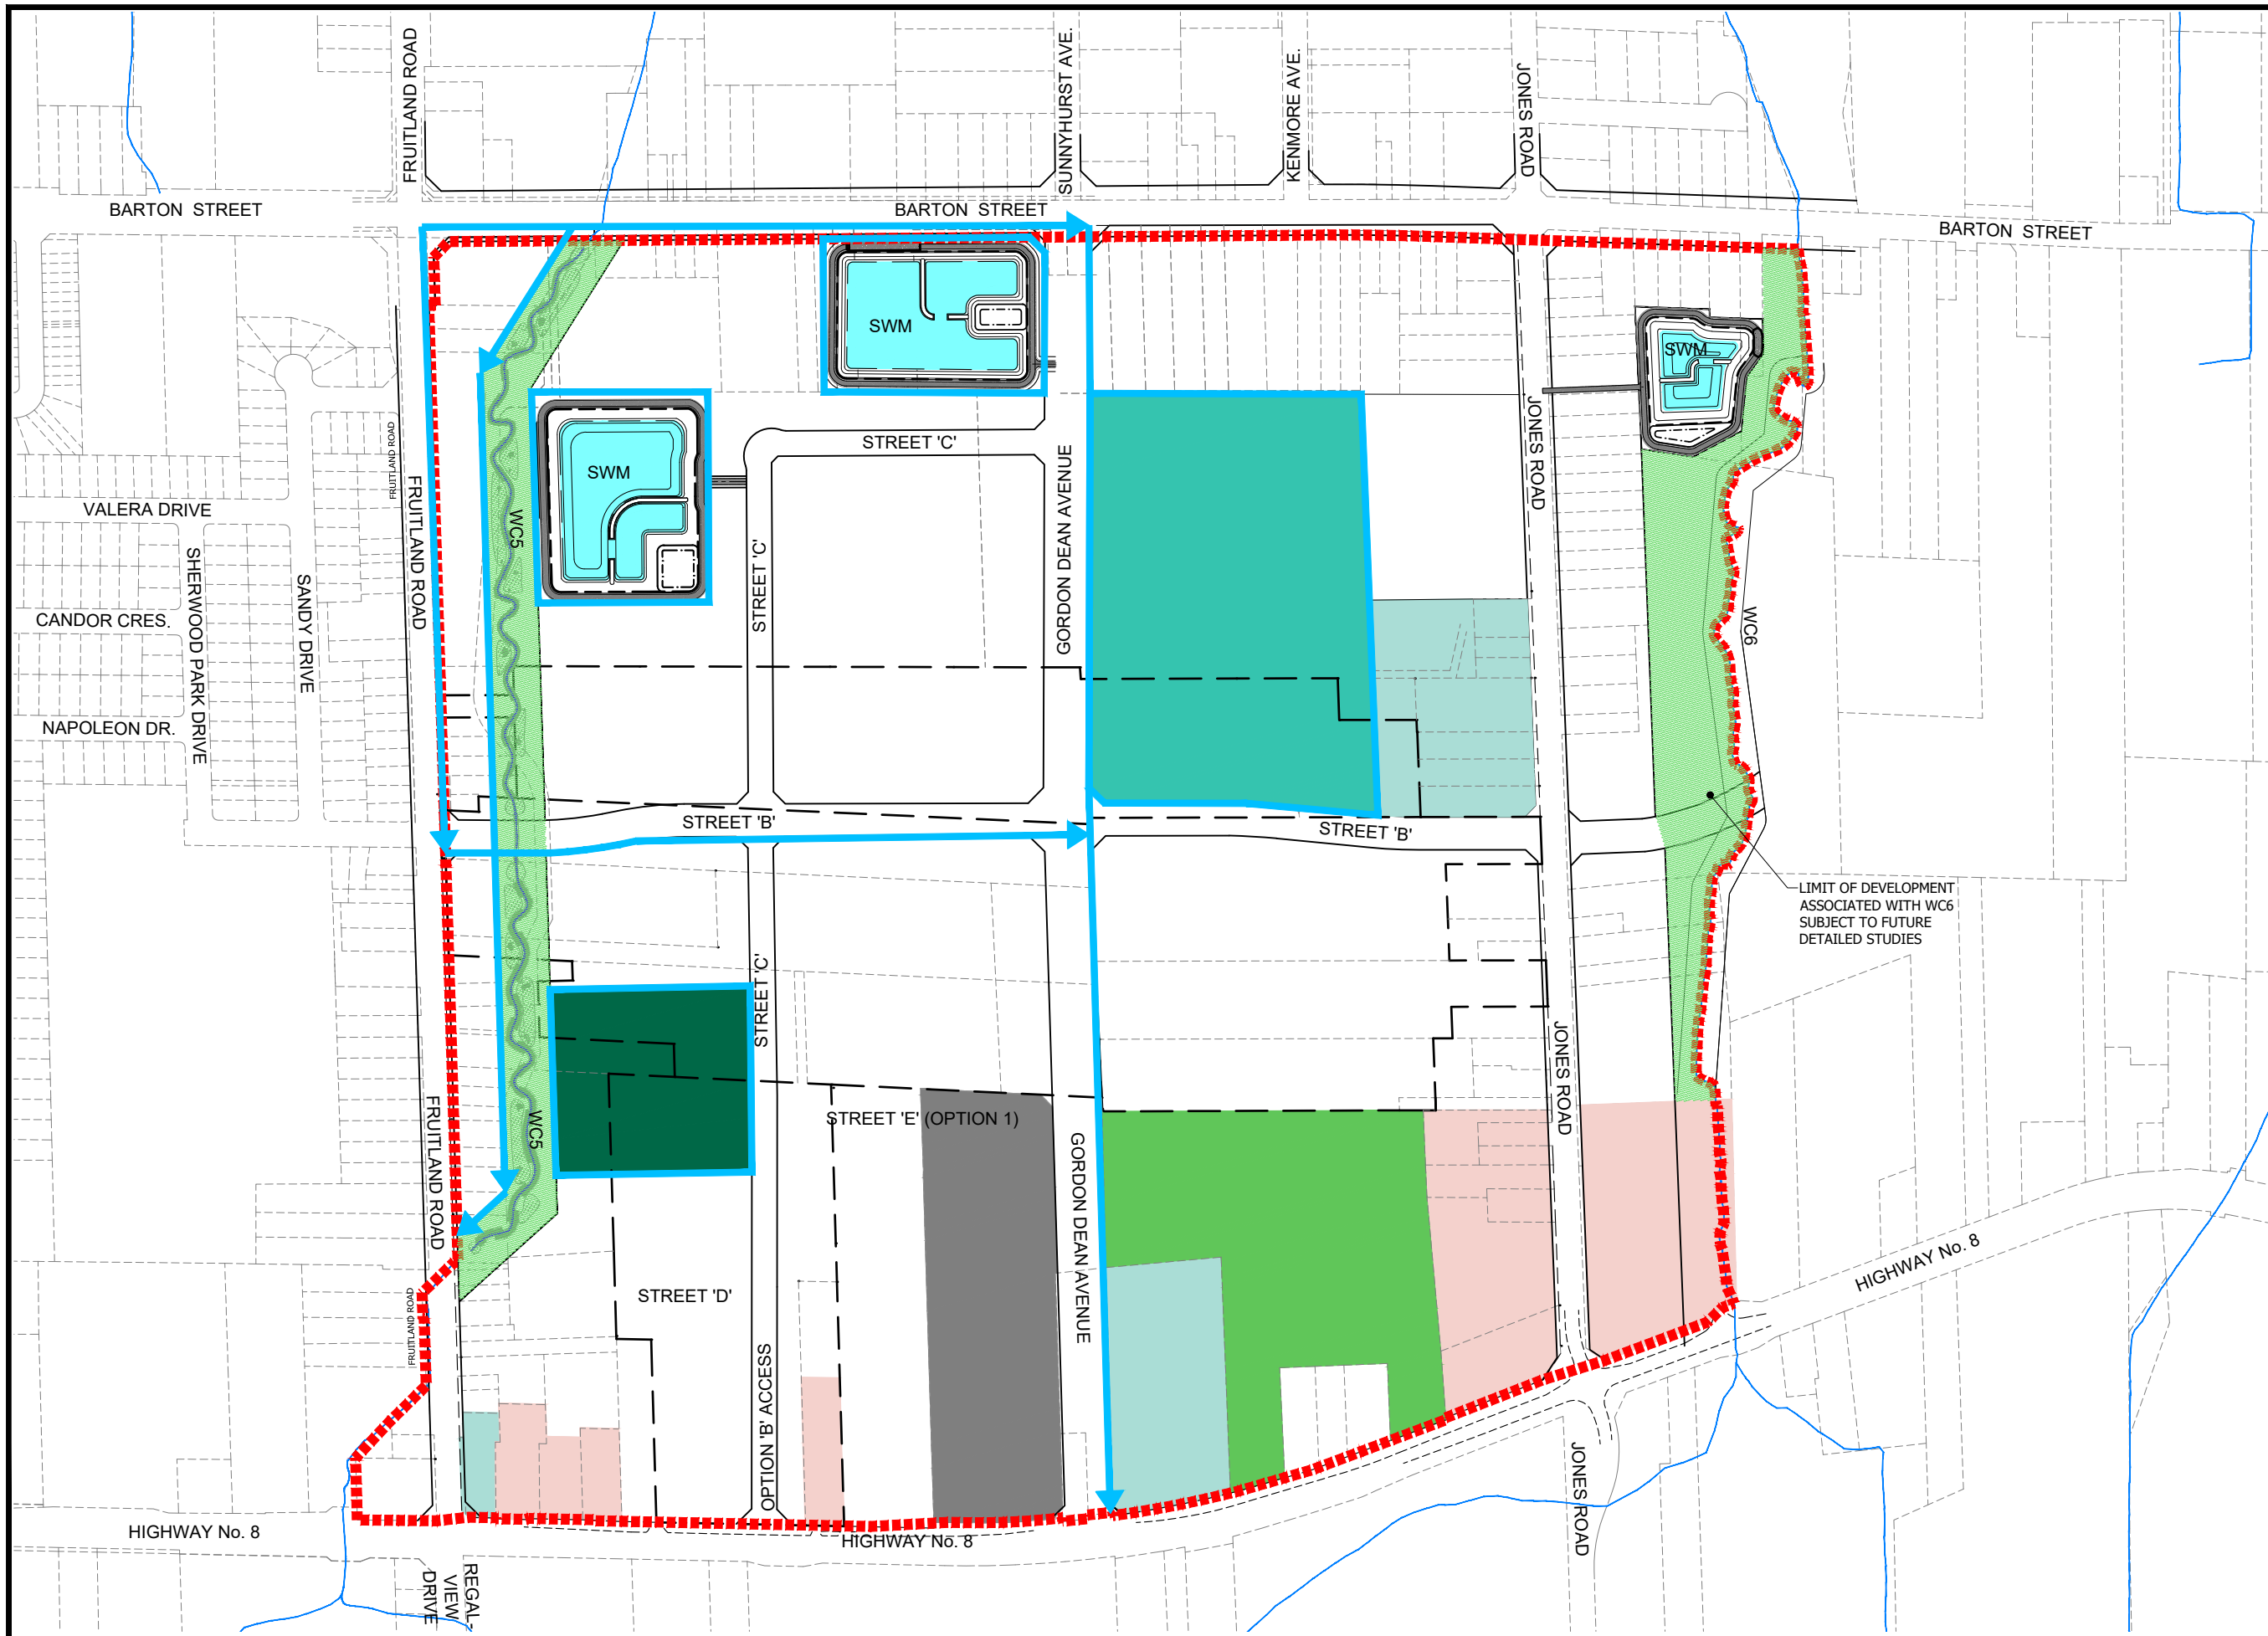 FRUITLAND ROAD
SUNNYHURST AVE.
KENMORE AVE.
JONES ROAD
BARTON STREET
BARTON STREET
BARTON STREET
SWM
SWM
SWM
STREET 'C'
FRUITLAND ROAD
FRUITLAND ROAD
WC5
STREET 'C'
GORDON DEAN AVENUE
JONES ROAD
VALERA DRIVE
SHERWOOD PARK DRIVE
SANDY DRIVE
CANDOR CRES.
NAPOLEON DR.
WC6
STREET 'B'
STREET 'B'
LIMIT OF DEVELOPMENT
ASSOCIATED WITH WC6
SUBJECT TO FUTURE
DETAILED STUDIES
STREET 'C'
JONES ROAD
FRUITLAND ROAD
WC5
STREET 'E' (OPTION 1)
GORDON DEAN AVENUE
HIGHWAY No. 8
STREET 'D'
FRUITLAND ROAD
OPTION 'B' ACCESS
JONES ROAD
HIGHWAY No. 8
HIGHWAY No. 8
REGAL-
VIEW
DRIVE